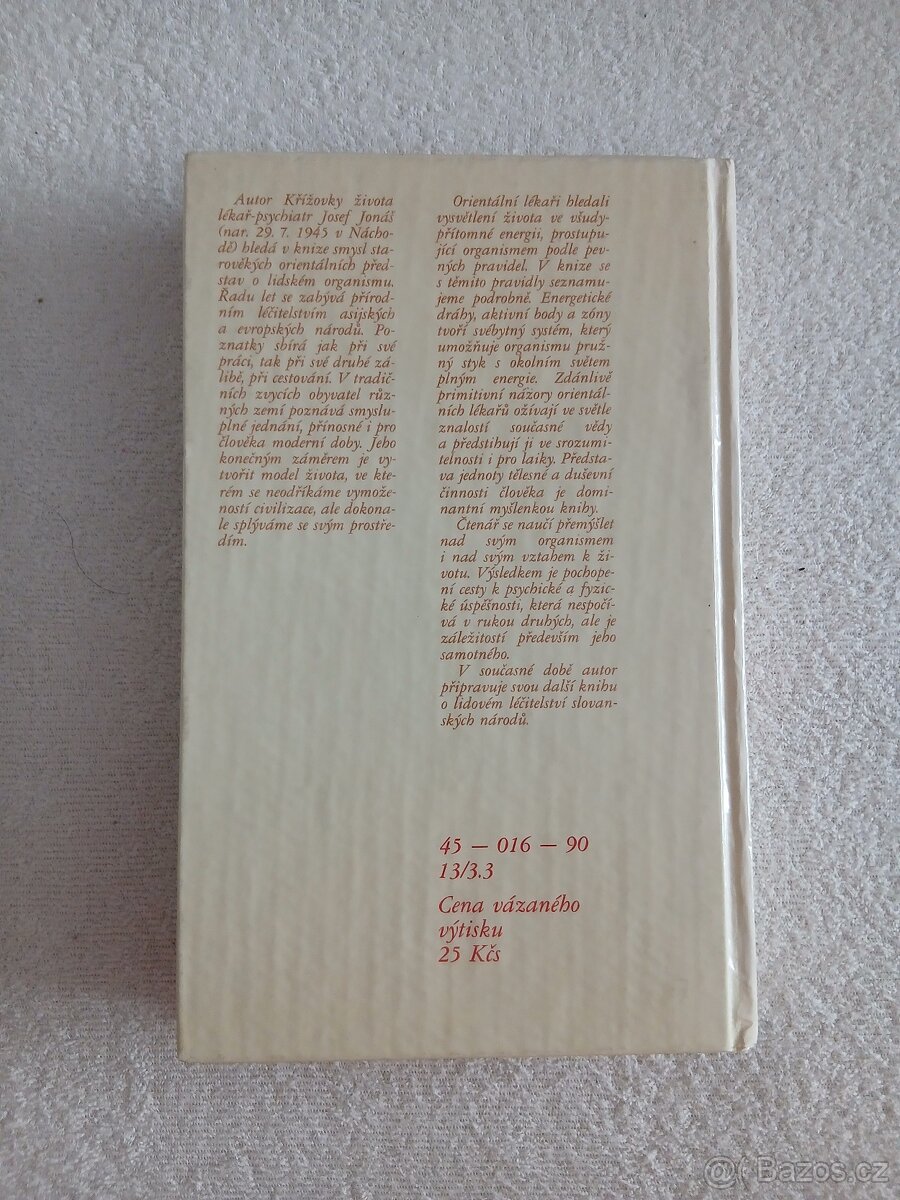 Autor Křížovky života
lékař-psychiatr Josef Jonáš
(nar. 29. 7. 1945 v Nácho-
dě) hledá v knize smysl sta-
rověkých orientálních před-
stav o lidském organismu.
Řadu let se zabývá přírod-
ním léčitelstvím asijských
a evropských národů. Po-
znatky sbírá jak při své
práci, tak při své druhé zá-
libě, při cestování. V tradič-
ních zvycích obyvatel růz-
ných zemí poznává smyslu-
plné jednání, přínosné i pro
člověka moderní doby. Jeho
konečným záměrem je vy-
tvořit model života, ve kte-
rém se neodříkáme vymože-
ností civilizace, ale dokona-
le splýváme se svým prostře-
dím.
Orientální lékaři hledali
vysvětlení života ve všudy-
přítomné energii, prostupu-
jící organismem podle pev-
ných pravidel. V knize se
s těmito pravidly seznamu-
jeme podrobně. Energetické
dráhy, aktivní body a zóny
tvoří svébytný systém, který
umožňuje organismu pruž-
ný styk s okolním světem
plným energie. Zdánlivě
primitivní názory orientál-
ních lékařů ožívají ve světle
znalostí současné vědy
a předstihují ji ve srozumi-
telnosti i pro laiky. Předsta-
va jednoty tělesné a duševní
činnosti člověka je domi-
nantní myšlenkou knihy.
Čtenář se naučí přemýšlet
nad svým organismem
i nad svým vztahem k ži-
votu. Výsledkem je pochope-
ní cesty k psychické a fyzic-
ké úspěšnosti, která nespočí-
vá v rukou druhých, ale je
záležitostí především jeho
samotného.
V současné době autor
připravuje svou další knihu
o lidovém léčitelství slovan-
ských národů.
45 — 016 — 90
13/3.3
Cena vázaného
výtisku
25 Kčs
@ Bazos.cz